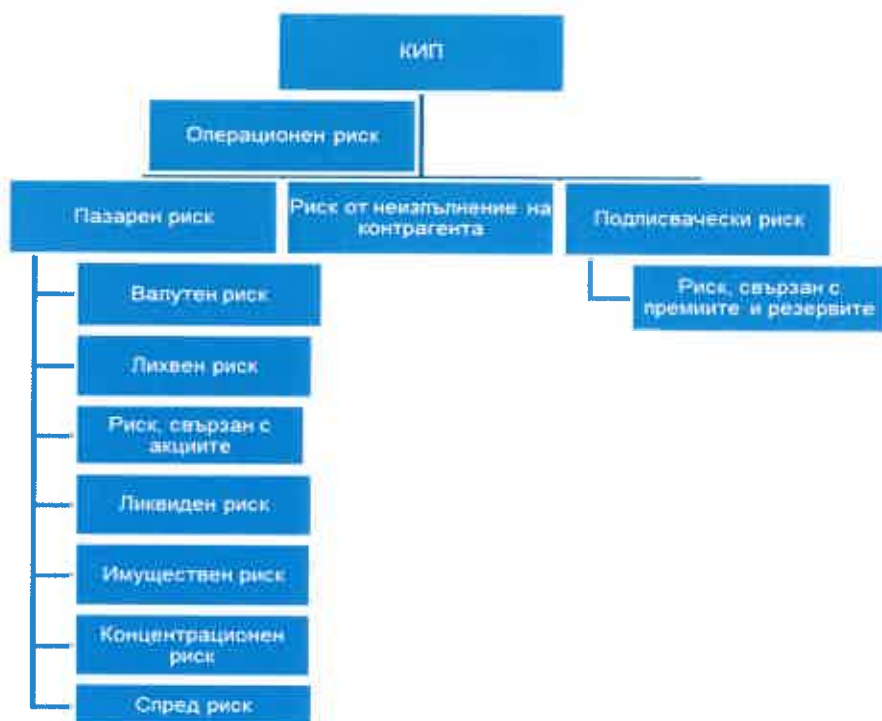 КИП
Операционен риск
Пазарен риск
Риск от неизпълнение на
контрагента
Подписвачески риск
Валутен риск
Риск, свързан с
премиите и резервите
Лихвен риск
Риск, свързан с
акциите
Ликвиден риск
Имуществен риск
Концентрационен
риск
Спред риск